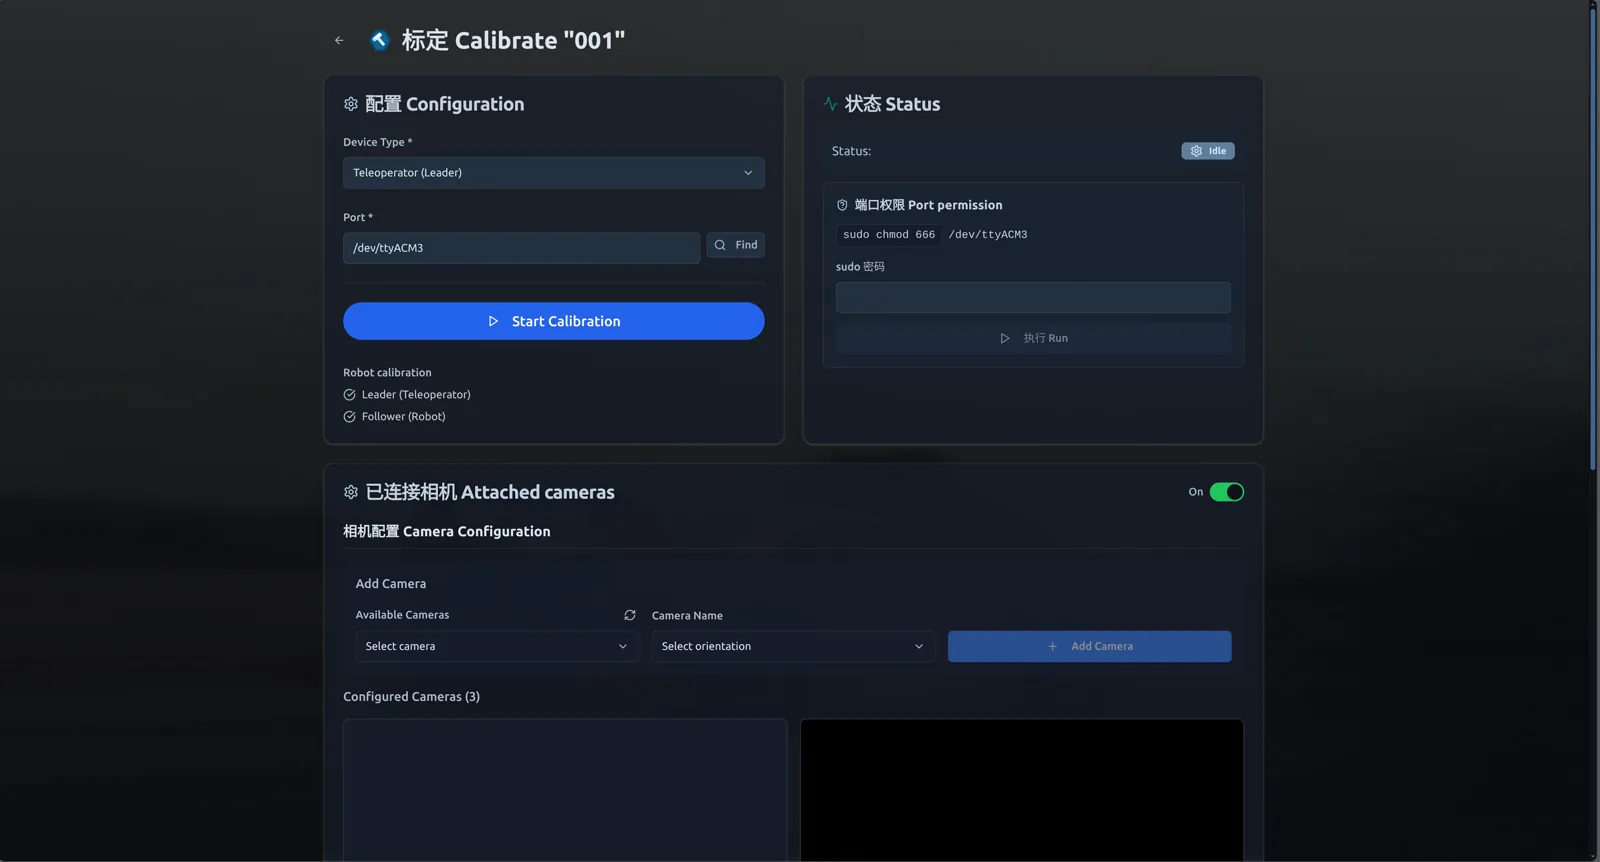 标定 Calibrate "001"
配置 Configuration
Device Type *
Teleoperator (Leader)
Port *
/dev/ttyACM3
Find
Start Calibration
Robot calibration
Leader (Teleoperator)
Follower (Robot)
状态 Status
Status:
Idle
端口权限 Port permission
sudo chmod 666 /dev/ttyACM3
sudo 密码
执行 Run
已连接相机 Attached cameras
On
相机配置 Camera Configuration
Add Camera
Available Cameras
Camera Name
Select camera
Select orientation
Add Camera
Configured Cameras (3)